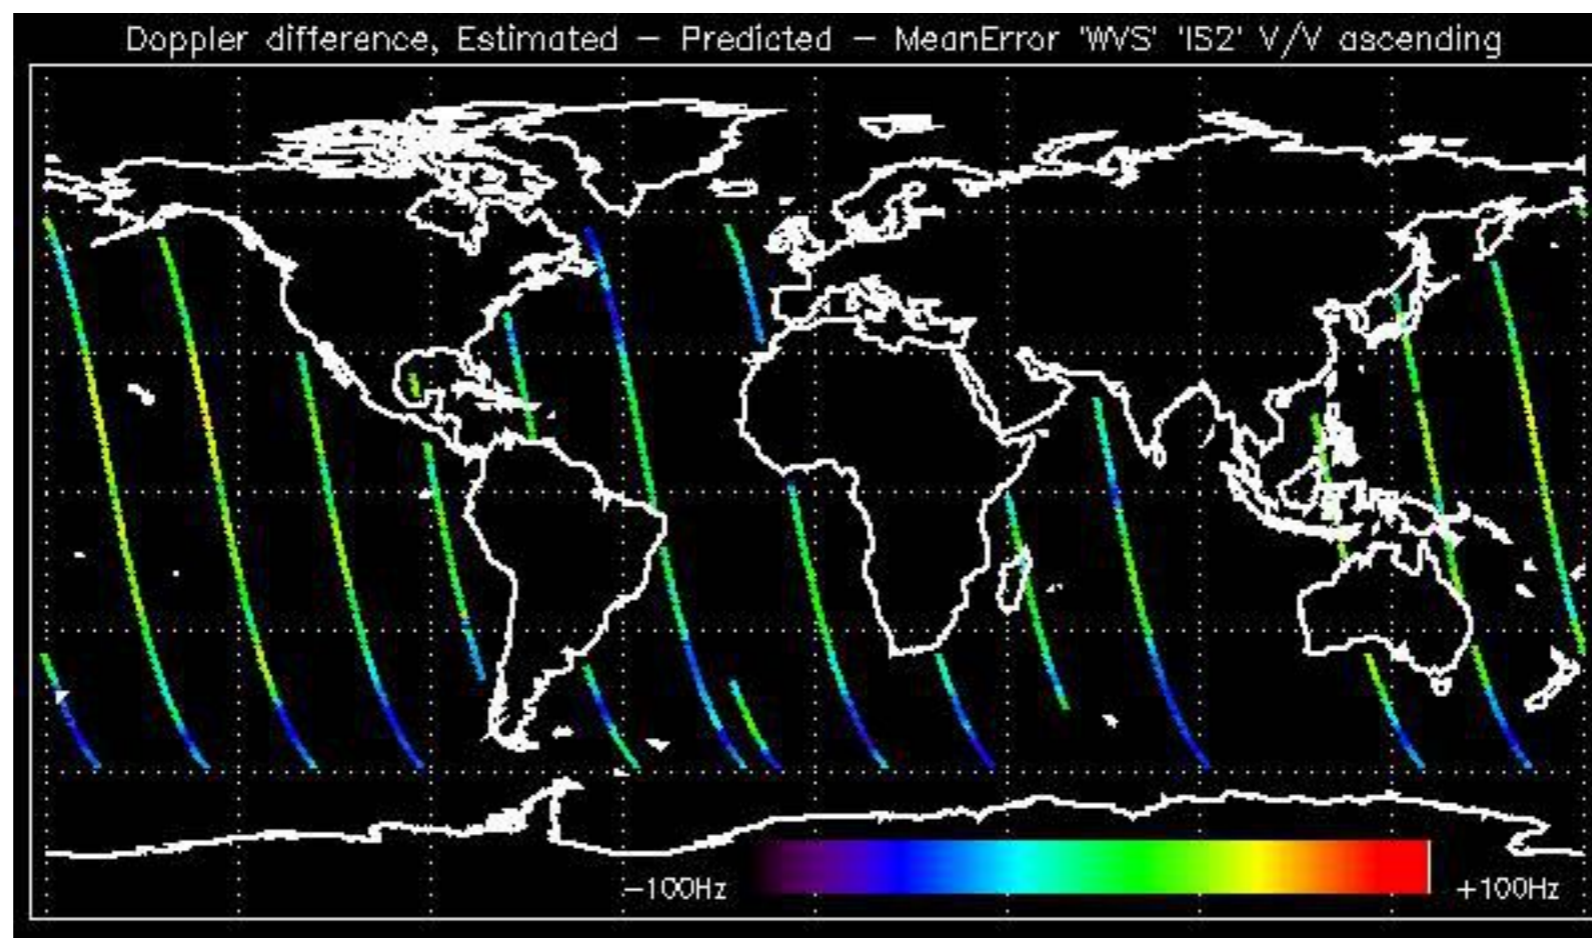 Doppler difference, Estimated – Predicted – MeanError 'WVS' 'IS2' V/V ascending
–100Hz
+100Hz